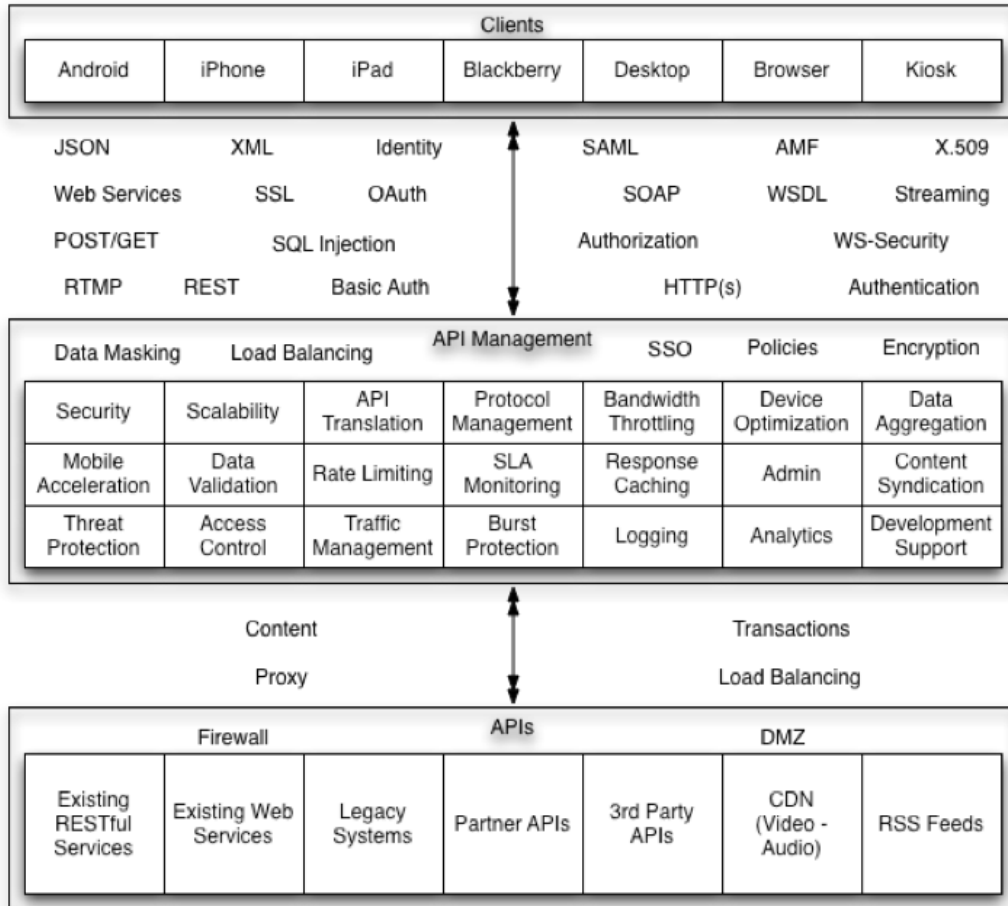 Clients
Android iPhone iPad Blackberry Desktop Browser Kiosk
JSON XML Identity SAML AMF X.509
Web Services SSL OAuth SOAP WSDL Streaming
POST/GET SQL Injection Authorization WS-Security
RTMP REST Basic Auth HTTP(s) Authentication
API Management
Data Masking Load Balancing SSO Policies Encryption
Security Scalability API Translation Protocol Management Bandwidth Throttling Device Optimization Data Aggregation
Mobile Acceleration Data Validation Rate Limiting SLA Monitoring Response Caching Admin Content Syndication
Threat Protection Access Control Traffic Management Burst Protection Logging Analytics Development Support
Content Transactions
Proxy Load Balancing
APIs
Firewall DMZ
Existing RESTful Services Existing Web Services Legacy Systems Partner APIs 3rd Party APIs CDN (Video - Audio) RSS Feeds